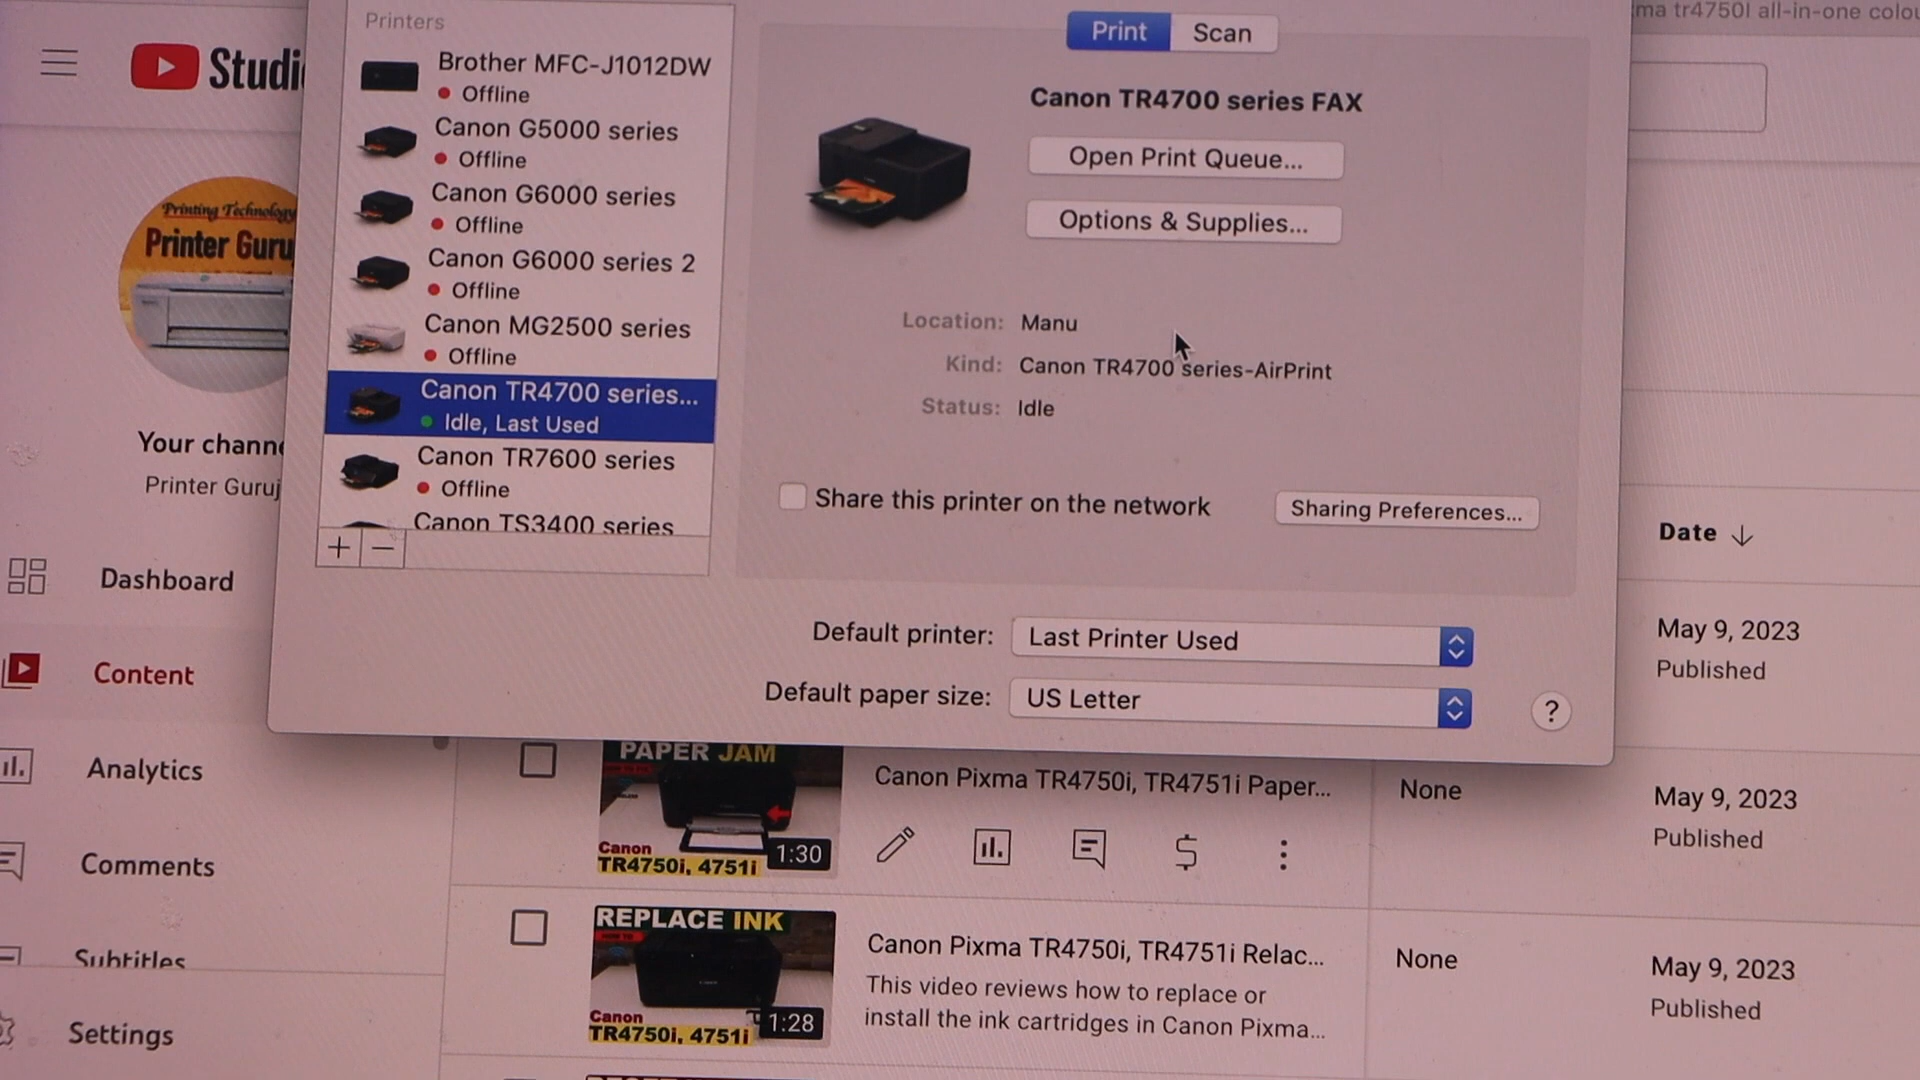 Printers
Brother MFC-J1012DW
Offline
Canon G5000 series
Offline
Canon G6000 series
Offline
Canon G6000 series 2
Offline
Canon MG2500 series
Offline
Canon TR4700 series...
Idle, Last Used
Canon TR7600 series
Offline
Canon TS3400 series
+ −
Print Scan
Canon TR4700 series FAX
Open Print Queue...
Options & Supplies...
Location: Manu
Kind: Canon TR4700 series-AirPrint
Status: Idle
Share this printer on the network
Sharing Preferences...
Default printer: Last Printer Used
Default paper size: US Letter
?
ma tr4750I all-in-one colou
Studi
Printing Technology
Printer Guru
Your channe
Printer Guruj
Dashboard
Content
Analytics
Comments
Subtitles
Settings
Date
May 9, 2023
Published
PAPER JAM
Canon
TR4750i, 4751i
1:30
Canon Pixma TR4750i, TR4751i Paper...
None
May 9, 2023
Published
REPLACE INK
Canon
TR4750i, 4751i
1:28
Canon Pixma TR4750i, TR4751i Relac...
This video reviews how to replace or
install the ink cartridges in Canon Pixma...
None
May 9, 2023
Published